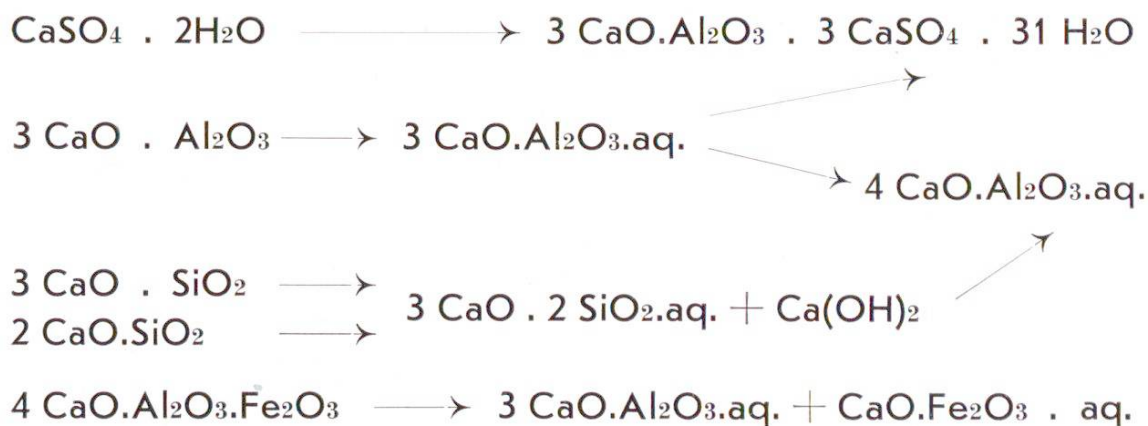 CaSO₄ . 2H₂O → 3 CaO.Al₂O₃ . 3 CaSO₄ . 31 H₂O
3 CaO . Al₂O₃ → 3 CaO.Al₂O₃.aq.
4 CaO.Al₂O₃.aq.
3 CaO . SiO₂ →
2 CaO.SiO₂ →
3 CaO . 2 SiO₂.aq. + Ca(OH)₂
4 CaO.Al₂O₃.Fe₂O₃ → 3 CaO.Al₂O₃.aq. + CaO.Fe₂O₃ . aq.